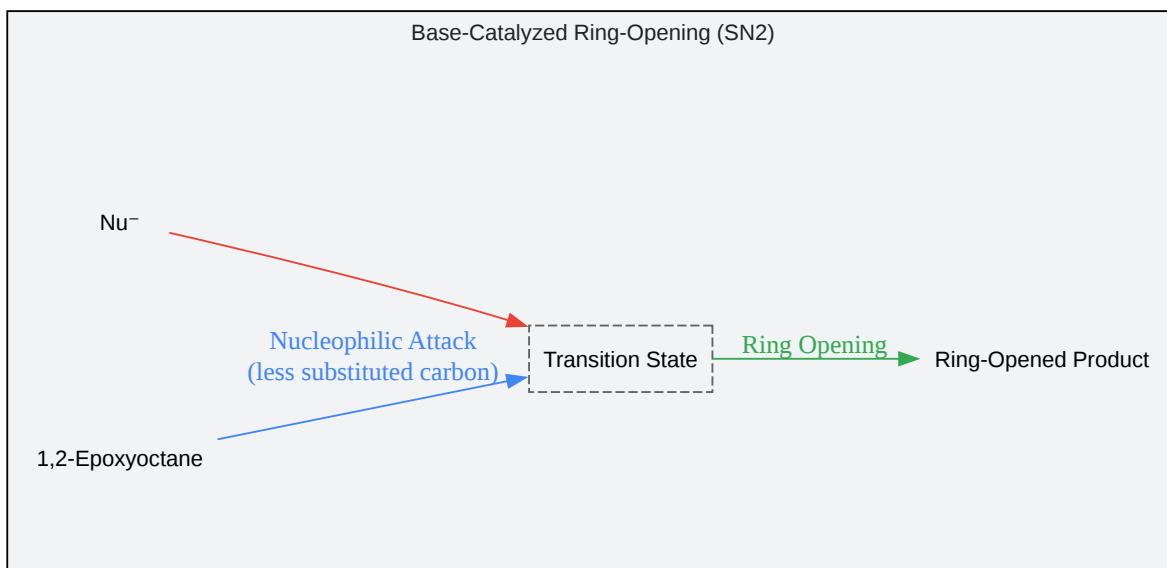 Base-Catalyzed Ring-Opening (SN2)
Nu⁻
Nucleophilic Attack
(less substituted carbon)
Transition State
Ring Opening
Ring-Opened Product
1,2-Epoxyoctane